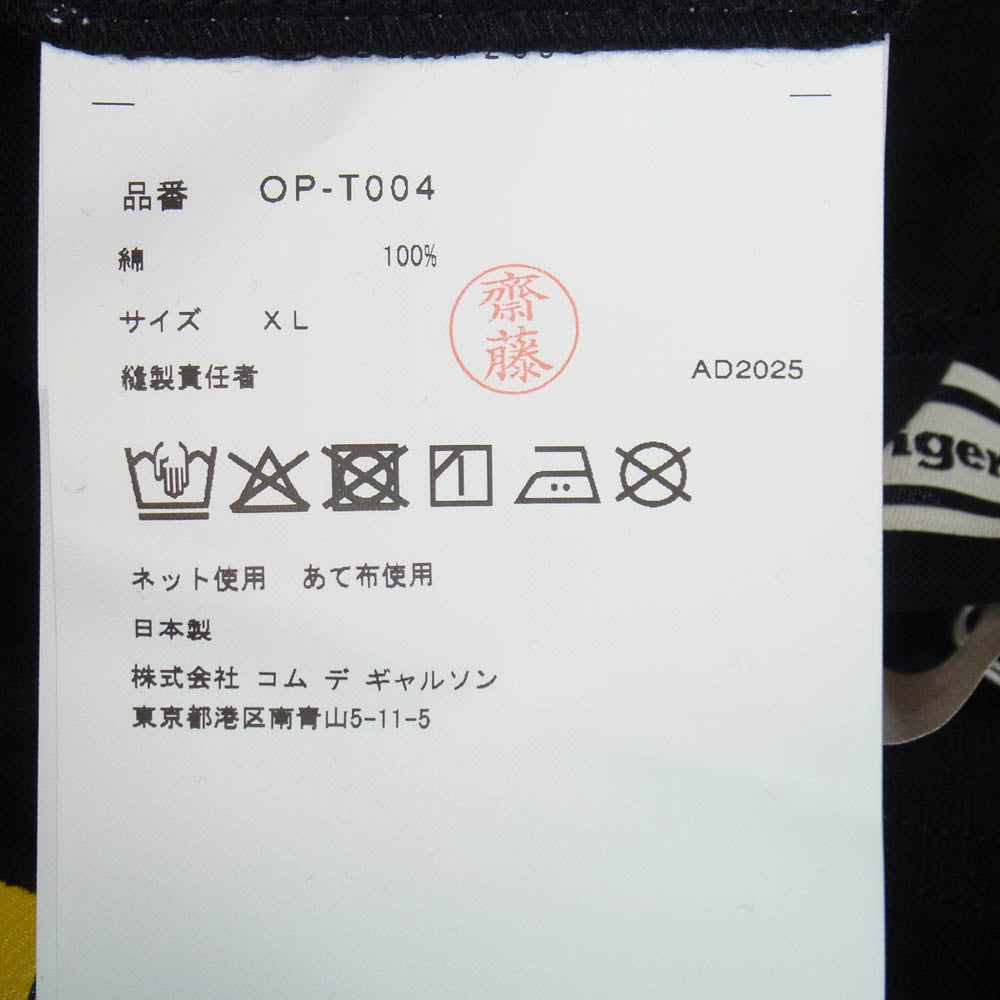 品番 OP-T004
綿 100%
サイズ XL
齋藤
縫製責任者 AD2025
ネット使用 あて布使用
日本製
株式会社 コム デ ギャルソン
東京都港区南青山5-11-5
iger